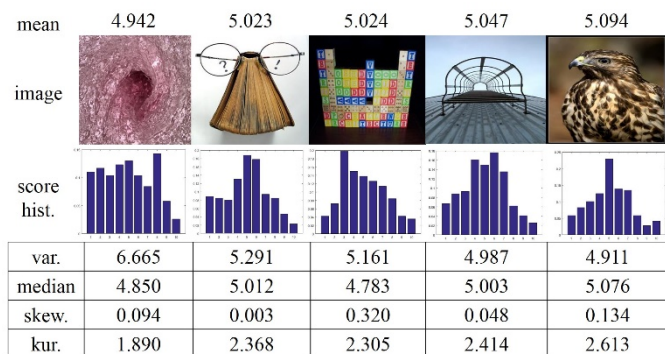 mean 4.942 5.023 5.024 5.047 5.094
image
? !
score
hist.
var. 6.665 5.291 5.161 4.987 4.911
median 4.850 5.012 4.783 5.003 5.076
skew. 0.094 0.003 0.320 0.048 0.134
kur. 1.890 2.368 2.305 2.414 2.613